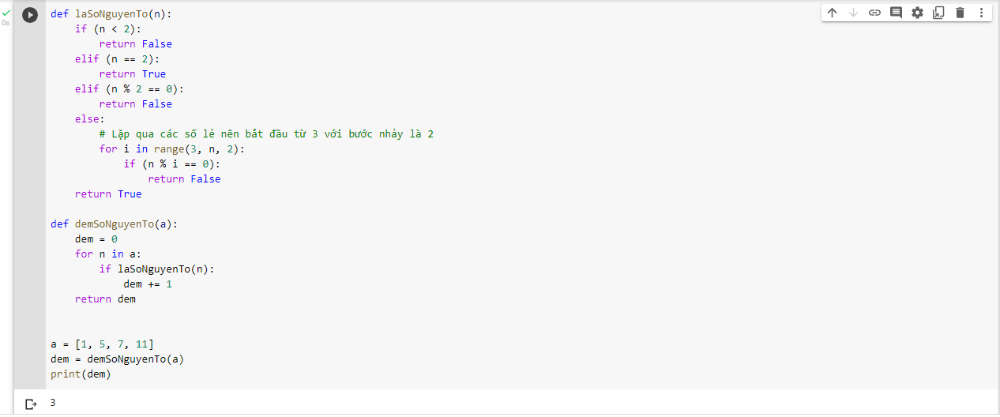 0s
def laSoNguyenTo(n):
    if (n < 2):
        return False
    elif (n == 2):
        return True
    elif (n % 2 == 0):
        return False
    else:
        # Lặp qua các số lẻ nên bắt đầu từ 3 với bước nhảy là 2
        for i in range(3, n, 2):
            if (n % i == 0):
                return False
    return True

def demSoNguyenTo(a):
    dem = 0
    for n in a:
        if laSoNguyenTo(n):
            dem += 1
    return dem


a = [1, 5, 7, 11]
dem = demSoNguyenTo(a)
print(dem)
3